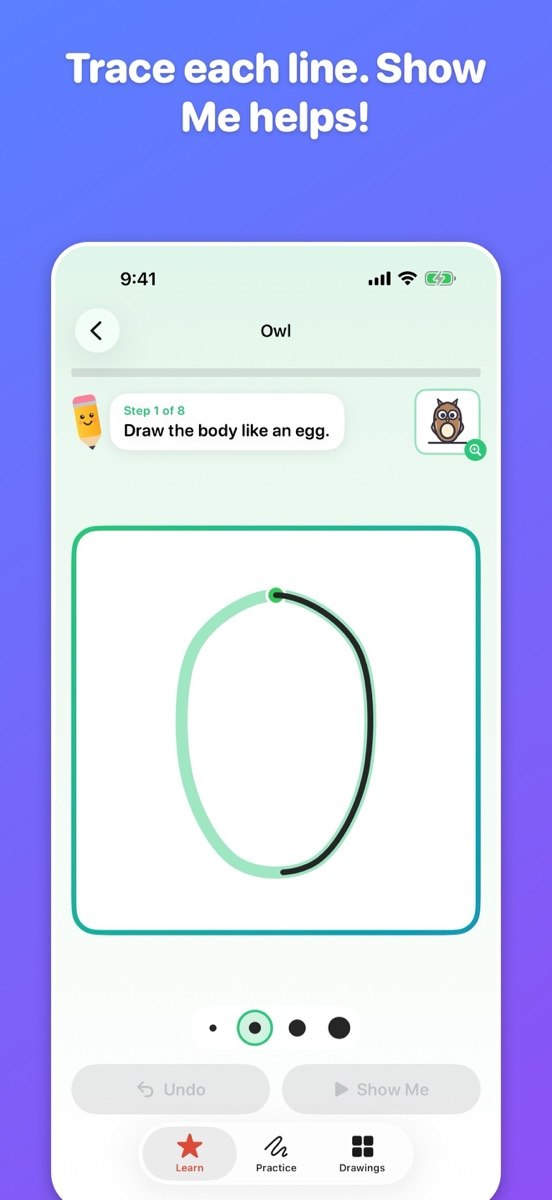 Trace each line. Show
Me helps!
9:41
Owl
Step 1 of 8
Draw the body like an egg.
Undo
Show Me
Learn
Practice
Drawings